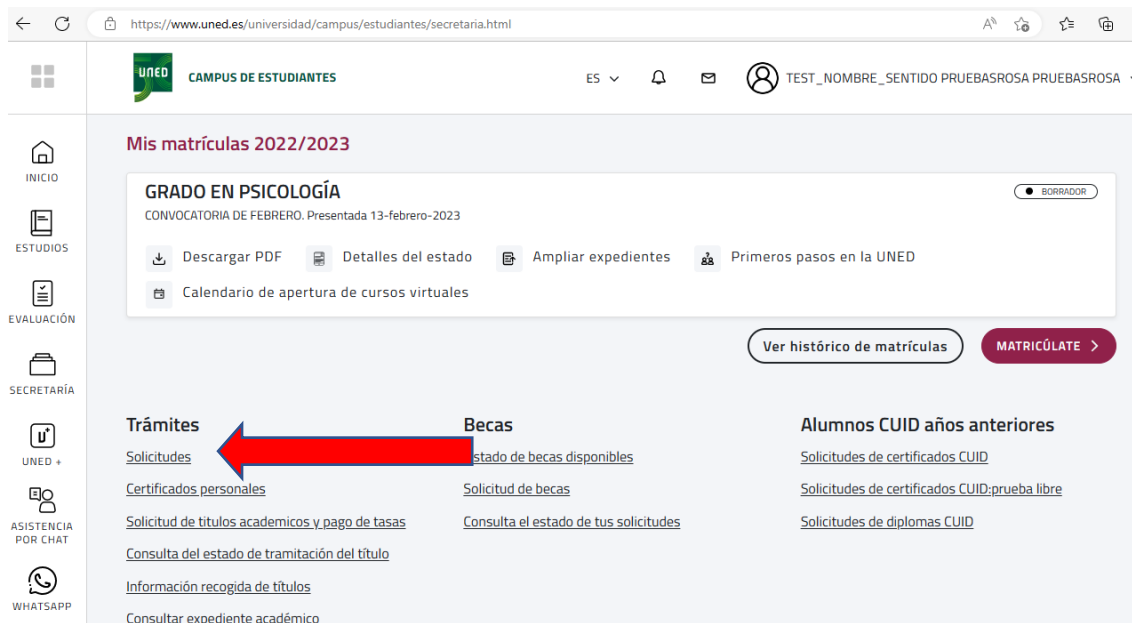 https://www.uned.es/universidad/campus/estudiantes/secretaria.html
UNED
CAMPUS DE ESTUDIANTES
ES
TEST_NOMBRE_SENTIDO PRUEBASROSA PRUEBASROSA
INICIO
ESTUDIOS
EVALUACIÓN
SECRETARÍA
UNED +
ASISTENCIA
POR CHAT
WHATSAPP
Mis matrículas 2022/2023
GRADO EN PSICOLOGÍA
BORRADOR
CONVOCATORIA DE FEBRERO. Presentada 13-febrero-2023
Descargar PDF Detalles del estado Ampliar expedientes Primeros pasos en la UNED
Calendario de apertura de cursos virtuales
Ver histórico de matrículas
MATRICÚLATE
Trámites
Solicitudes
Certificados personales
Solicitud de titulos academicos y pago de tasas
Consulta del estado de tramitación del título
Información recogida de títulos
Consultar expediente académico
Becas
de becas disponibles
Solicitud de becas
Consulta el estado de tus solicitudes
Alumnos CUID años anteriores
Solicitudes de certificados CUID
Solicitudes de certificados CUID:prueba libre
Solicitudes de diplomas CUID